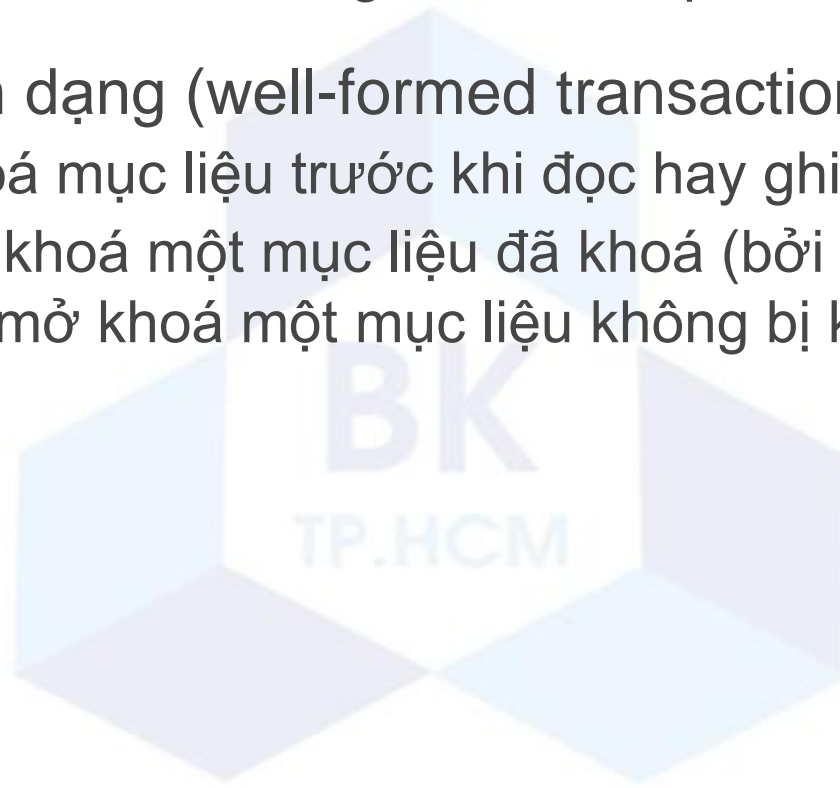 dạng (well-formed transaction
mục liệu trước khi đọc hay ghi
khoá một mục liệu đã khoá (bởi
mở khoá một mục liệu không bị
BK
TP.HCM